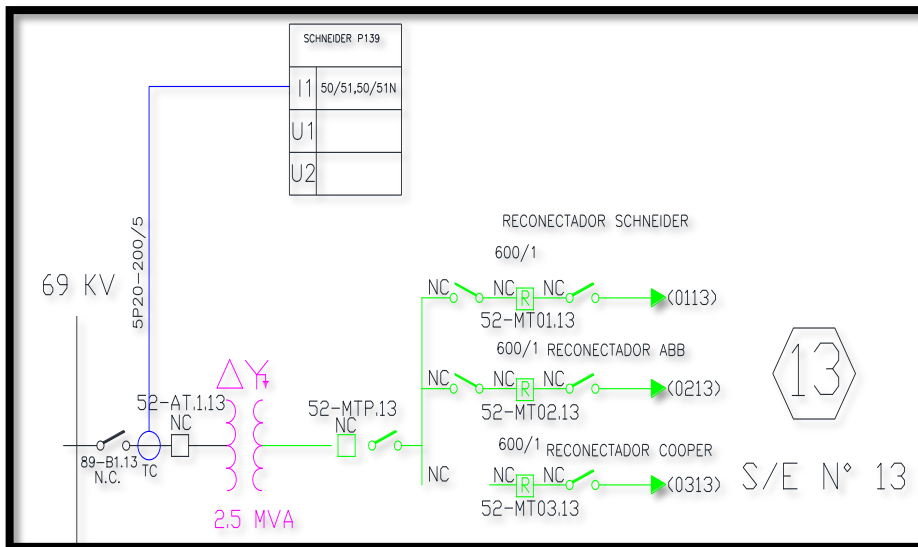 SCHNEIDER P139
I1 50/51,50/51N
U1
U2
5P20-200/5
69 KV
RECONECTADOR SCHNEIDER
600/1
NC NC NC
R
(0113)
52-MT01.13
600/1 RECONECTADOR ABB
NC NC NC
R
(0213)
52-MT02.13
600/1 RECONECTADOR COOPER
NC NC NC
R
(0313)
52-MT03.13
52-AT.1.13
NC
52-MTP.13
NC
89-B1.13
N.C.
TC
2.5 MVA
13
S/E N° 13